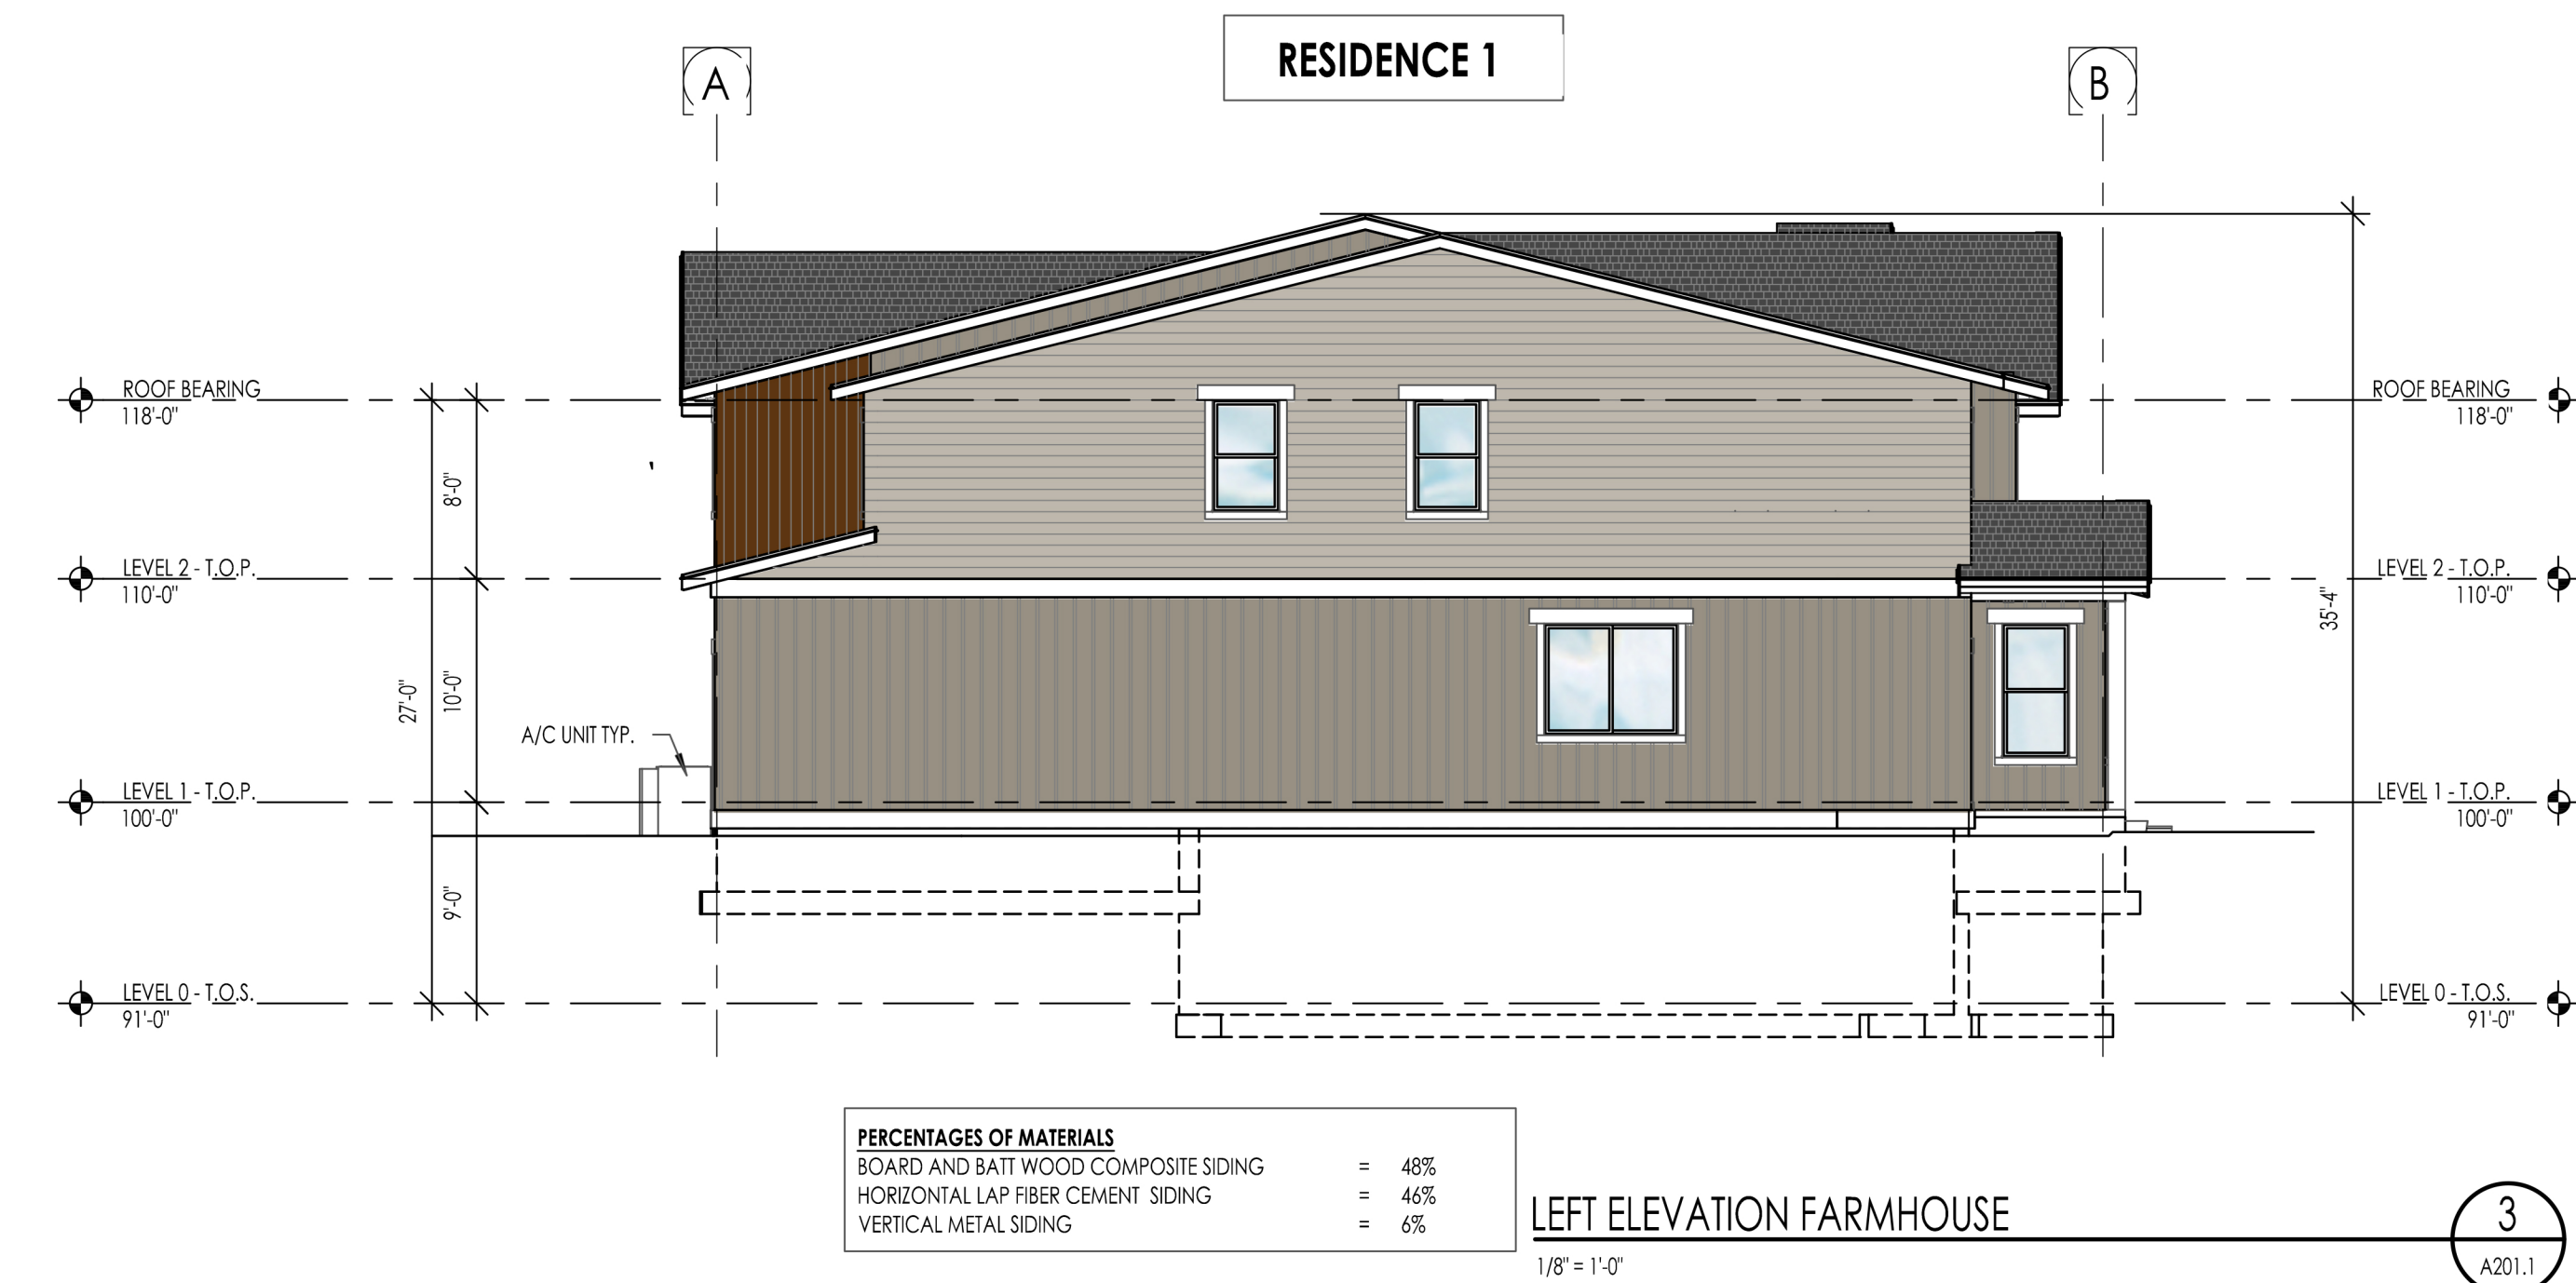 RESIDENCE 1
A
B
ROOF BEARING
118'-0"
ROOF BEARING
118'-0"
8'-0"
LEVEL 2 - T.O.P.
110'-0"
LEVEL 2 - T.O.P.
110'-0"
35'-4"
27'-0"
10'-0"
A/C UNIT TYP.
LEVEL 1 - T.O.P.
100'-0"
LEVEL 1 - T.O.P.
100'-0"
9'-0"
LEVEL 0 - T.O.S.
91'-0"
LEVEL 0 - T.O.S.
91'-0"
PERCENTAGES OF MATERIALS
BOARD AND BATT WOOD COMPOSITE SIDING = 48%
HORIZONTAL LAP FIBER CEMENT SIDING = 46%
VERTICAL METAL SIDING = 6%
LEFT ELEVATION FARMHOUSE
1/8" = 1'-0"
3
A201.1